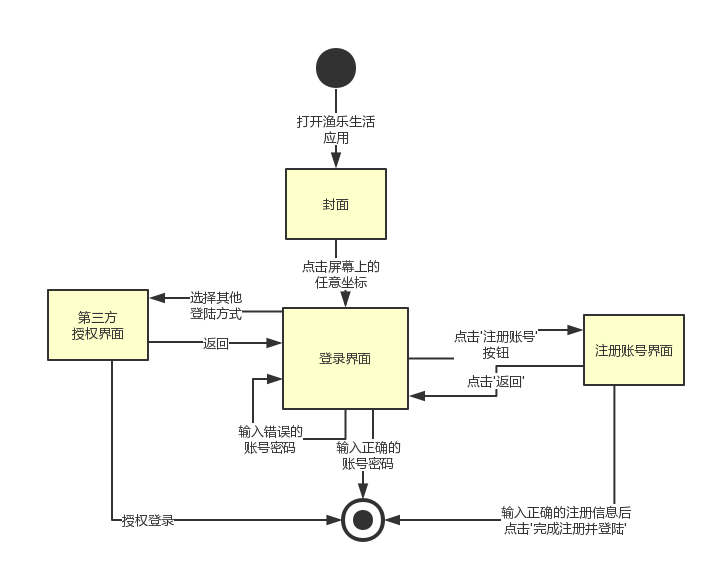 打开渔乐生活
应用
封面
点击屏幕上的
任意坐标
选择其他
登陆方式
第三方
授权界面
返回
登录界面
点击'注册账号'
按钮
注册账号界面
点击'返回'
输入错误的
账号密码
输入正确的
账号密码
授权登录
输入正确的注册信息后
点击'完成注册并登陆'